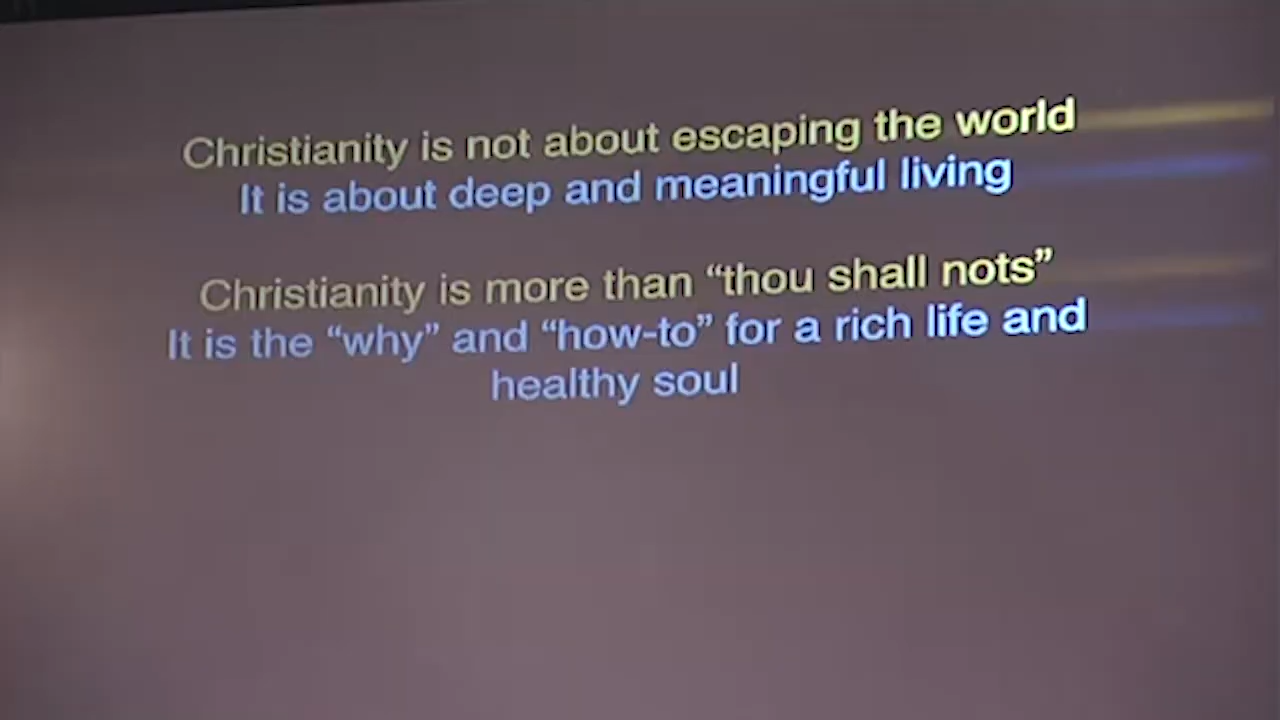 Christianity is not about escaping the world
It is about deep and meaningful living
Christianity is more than “thou shall nots”
It is the “why” and “how-to” for a rich life and
healthy soul